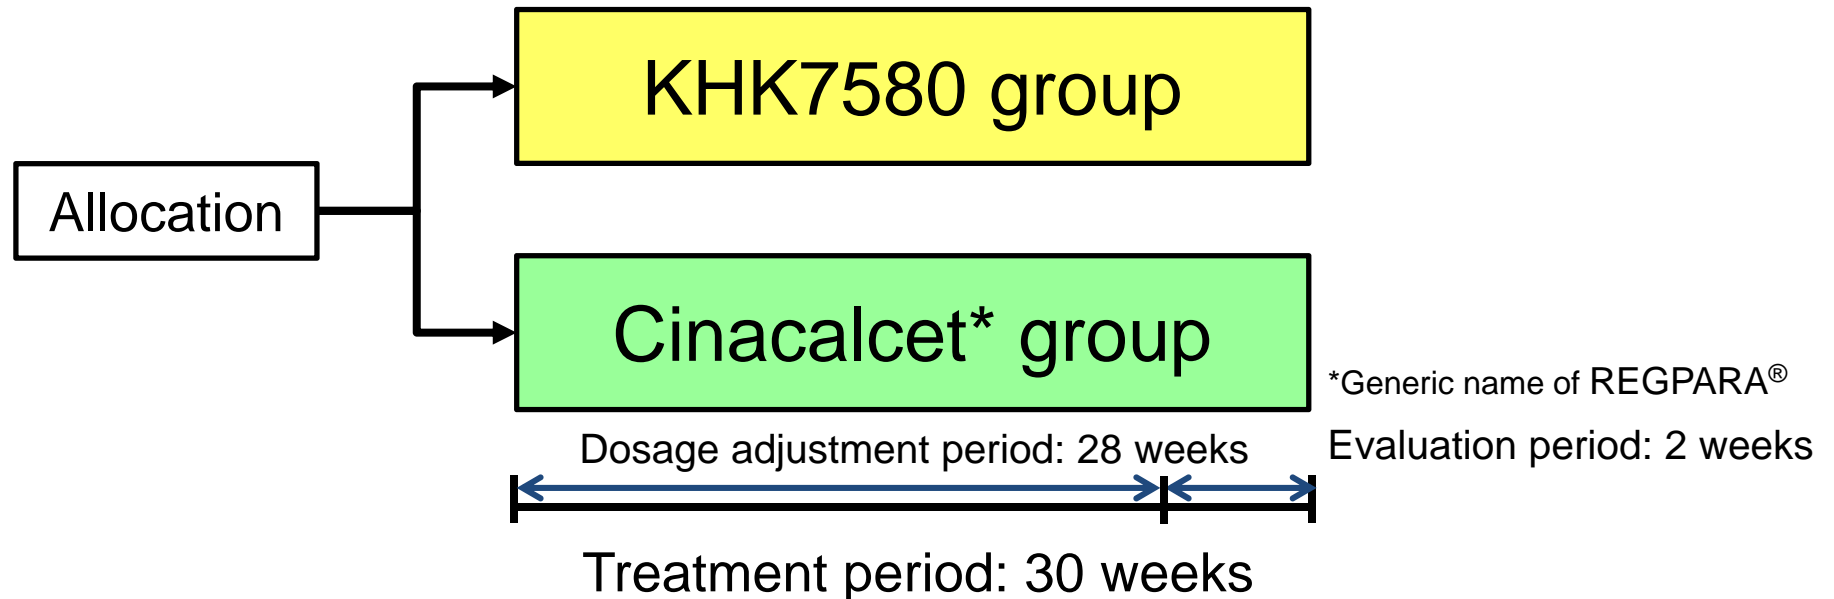 KHK7580 group
Allocation
Cinacalcet* group
*Generic name of REGPARA®
Dosage adjustment period: 28 weeks
Evaluation period: 2 weeks
Treatment period: 30 weeks